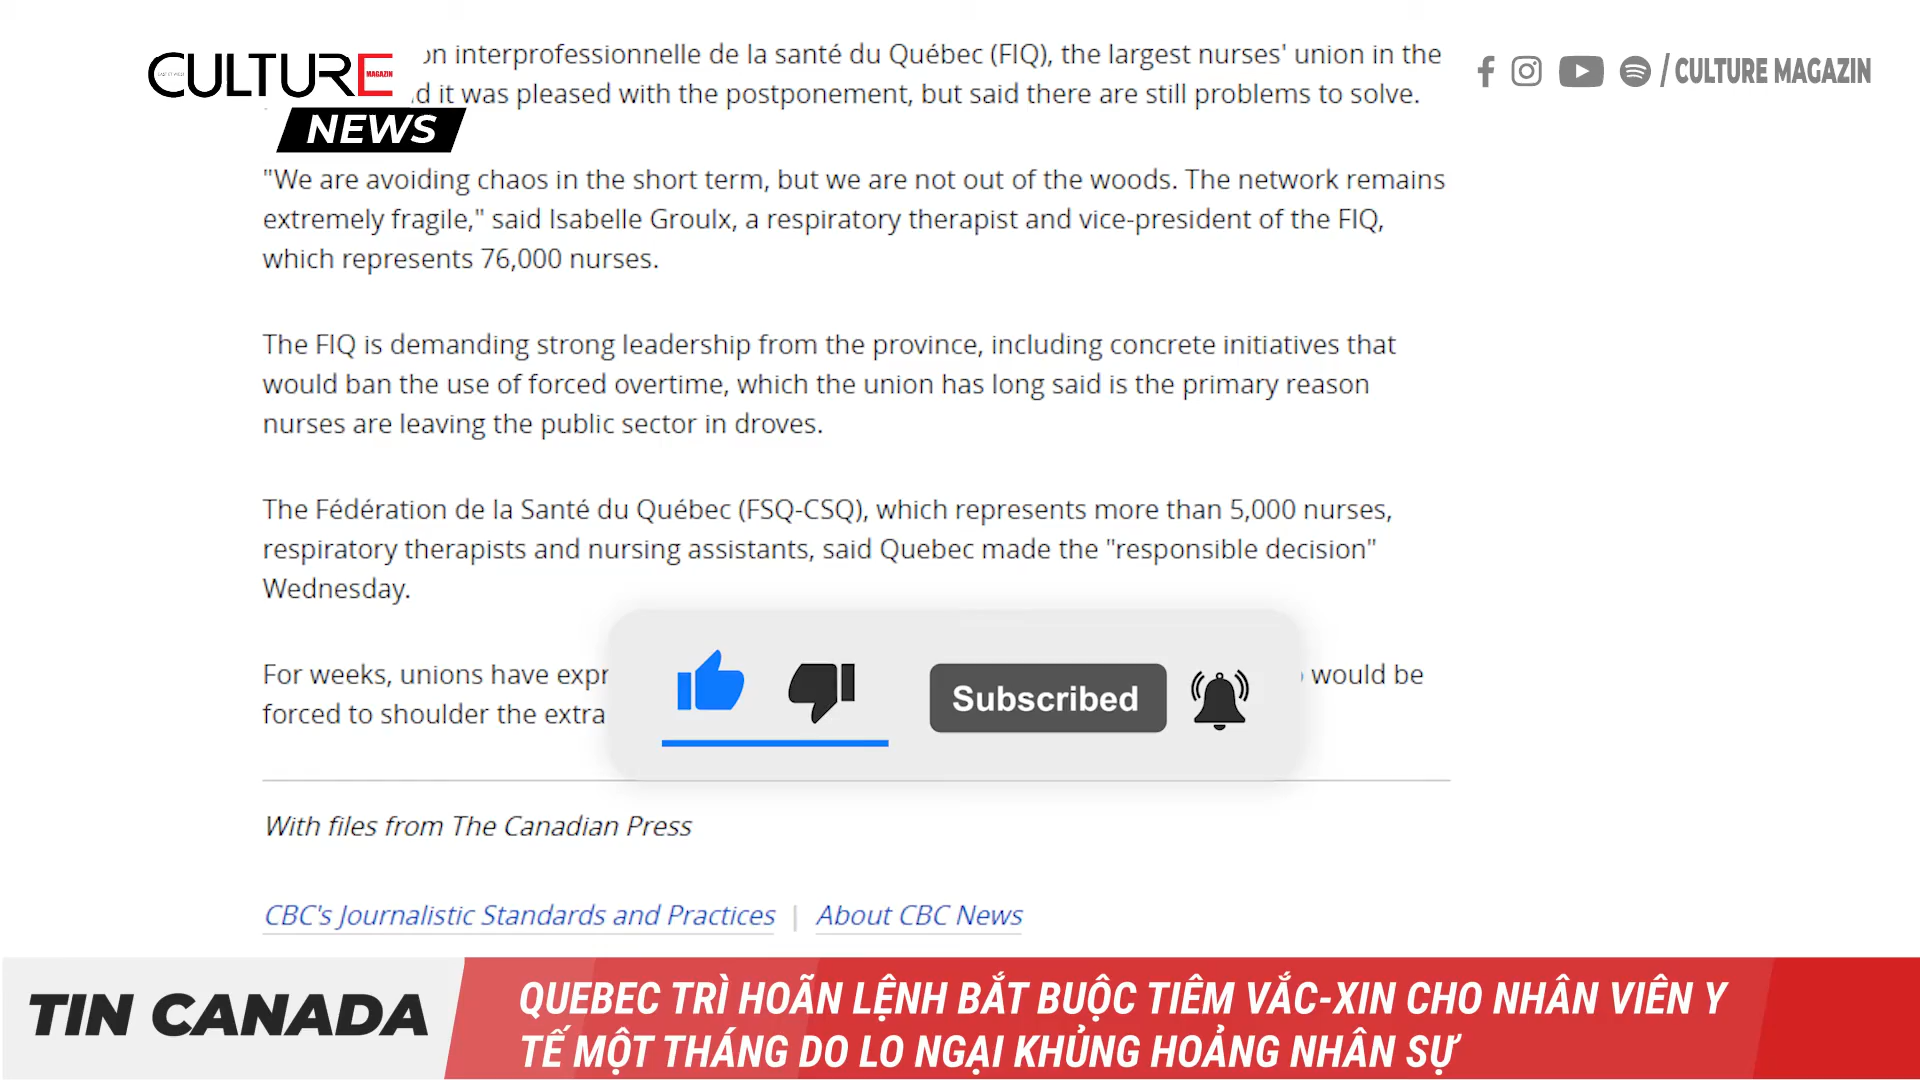 CULTURE
MAGAZIN
NEWS
interprofessionnelle de la santé du Québec (FIQ), the largest nurses' union in the
it was pleased with the postponement, but said there are still problems to solve.
/ CULTURE MAGAZIN
"We are avoiding chaos in the short term, but we are not out of the woods. The network remains
extremely fragile," said Isabelle Groulx, a respiratory therapist and vice-president of the FIQ,
which represents 76,000 nurses.
The FIQ is demanding strong leadership from the province, including concrete initiatives that
would ban the use of forced overtime, which the union has long said is the primary reason
nurses are leaving the public sector in droves.
The Fédération de la Santé du Québec (FSQ-CSQ), which represents more than 5,000 nurses,
respiratory therapists and nursing assistants, said Quebec made the "responsible decision"
Wednesday.
For weeks, unions have would be
forced to shoulder the extra
Subscribed
With files from The Canadian Press
CBC's Journalistic Standards and Practices | About CBC News
TIN CANADA
QUEBEC TRÌ HOÃN LỆNH BẮT BUỘC TIÊM VẮC-XIN CHO NHÂN VIÊN Y
TẾ MỘT THÁNG DO LO NGẠI KHỦNG HOẢNG NHÂN SỰ